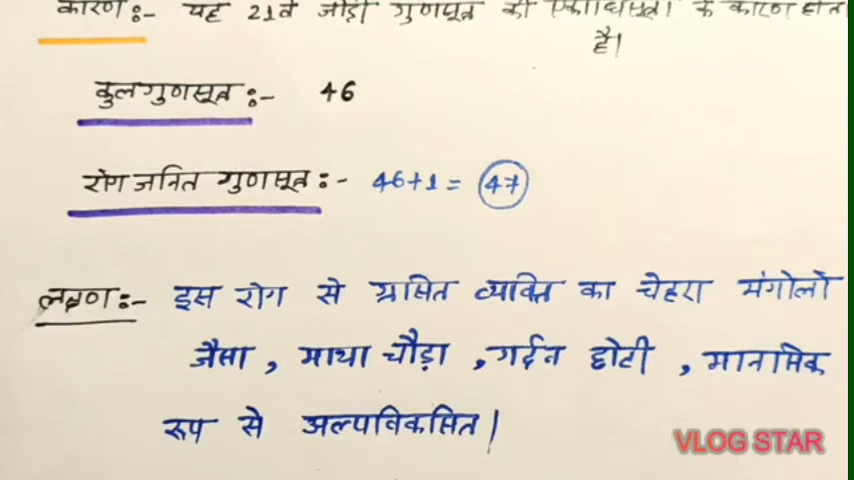 कारण :- यह 21वें जोड़ी गुणसूत्र की एकाधिसूत्रता के कारण होता
है।
कुल गुणसूत्र :- 46
रोग जनित गुणसूत्र :- 46+1 = 47
लक्षण :- इस रोग से ग्रसित व्यक्ति का चेहरा मंगोलो
जैसा , माथा चौड़ा , गर्दन छोटी , मानसिक
रूप से अल्पविकसित।
VLOG STAR